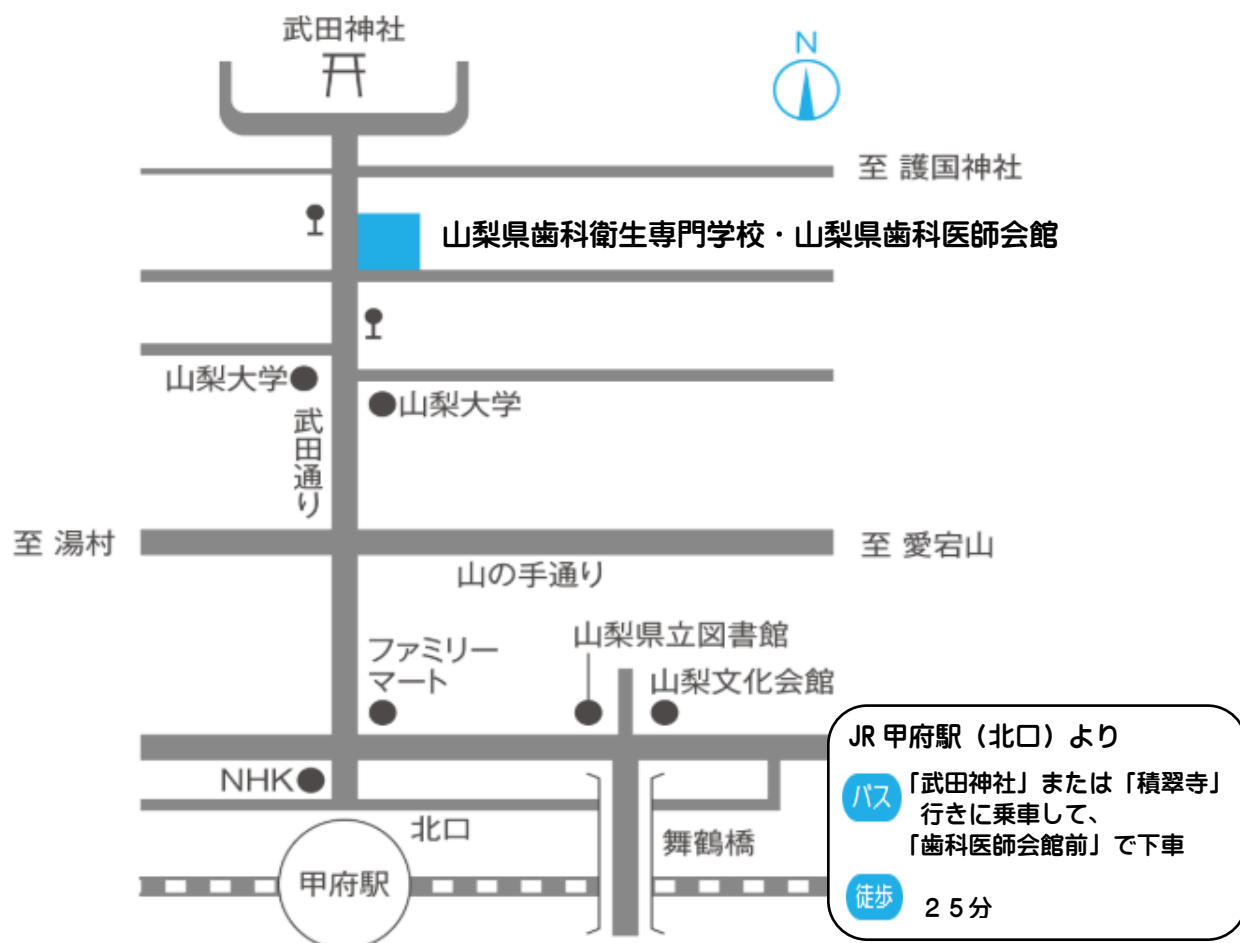 武田神社
N
至 護国神社
山梨県歯科衛生専門学校・山梨県歯科医師会館
山梨大学
山梨大学
武田通り
至 湯村
至 愛宕山
山の手通り
ファミリー
マート
山梨県立図書館
山梨文化会館
NHK
北口
舞鶴橋
甲府駅
JR 甲府駅（北口）より
バス 「武田神社」または「積翠寺」
行きに乗車して、
「歯科医師会館前」で下車
徒歩 ２５分